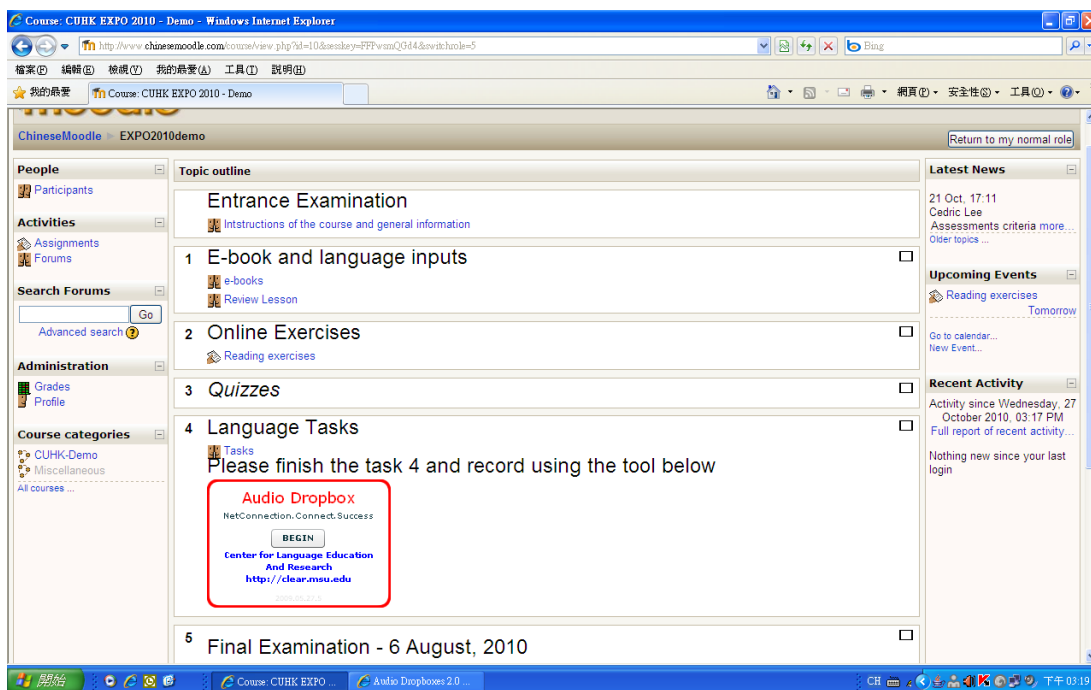 Course: CUHK EXPO 2010 - Demo - Windows Internet Explorer
http://www.chinesemoodle.com/course/view.php?id=10&sesskey=FFPwsmQGd4&switchrole=5
Bing
檔案(F) 編輯(E) 檢視(V) 我的最愛(A) 工具(T) 說明(H)
我的最愛 Course: CUHK EXPO 2010 - Demo
網頁(P) 安全性(S) 工具(O)
ChineseMoodle ► EXPO2010demo
Return to my normal role
People
Participants
Activities
Assignments
Forums
Search Forums
Go
Advanced search
Administration
Grades
Profile
Course categories
CUHK-Demo
Miscellaneous
All courses ...
Topic outline
Entrance Examination
Intstructions of the course and general information
1 E-book and language inputs
e-books
Review Lesson
2 Online Exercises
Reading exercises
3 Quizzes
4 Language Tasks
Tasks
Please finish the task 4 and record using the tool below
Audio Dropbox
NetConnection.Connect.Success
BEGIN
Center for Language Education
And Research
http://clear.msu.edu
5 Final Examination - 6 August, 2010
Latest News
21 Oct, 17:11
Cedric Lee
Assessments criteria more...
Older topics ...
Upcoming Events
Reading exercises
Tomorrow
Go to calendar...
New Event...
Recent Activity
Activity since Wednesday, 27
October 2010, 03:17 PM
Full report of recent activity...
Nothing new since your last
login
開始
Course: CUHK EXPO ...
Audio Dropboxes 2.0 ...
CH
下午 03:19